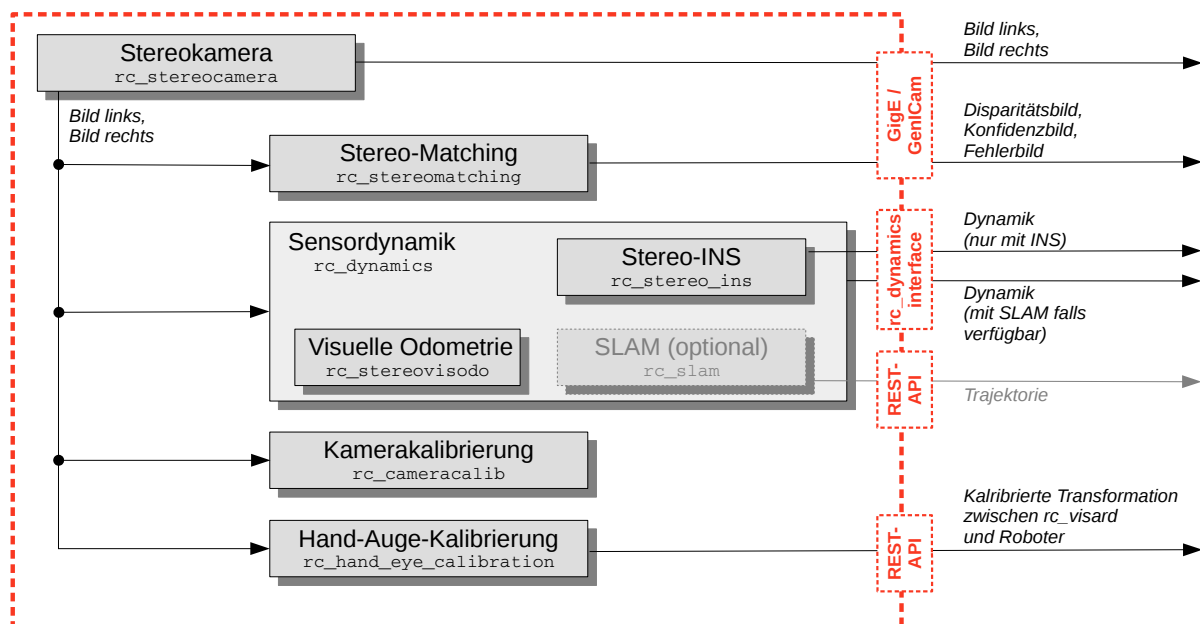 Stereokamera
rc_stereocamera
Bild links,
Bild rechts
Bild links,
Bild rechts
GigE /
GenICam
Stereo-Matching
rc_stereomatching
Disparitätsbild,
Konfidenzbild,
Fehlerbild
Sensordynamik
rc_dynamics
Stereo-INS
rc_stereo_ins
Visuelle Odometrie
rc_stereovisodo
SLAM (optional)
rc_slam
rc_dynamics
interface
Dynamik
(nur mit INS)
Dynamik
(mit SLAM falls
verfügbar)
REST-
API
Trajektorie
Kamerakalibrierung
rc_cameracalib
Hand-Auge-Kalibrierung
rc_hand_eye_calibration
REST-
API
Kalribrierte Transformation
zwischen rc_visard
und Roboter